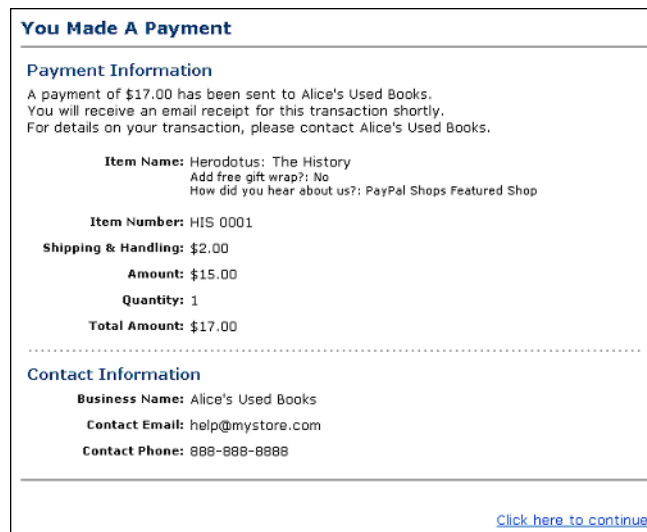 You Made A Payment
Payment Information
A payment of $17.00 has been sent to Alice's Used Books.
You will receive an email receipt for this transaction shortly.
For details on your transaction, please contact Alice's Used Books.
Item Name: Herodotus: The History
Add free gift wrap?: No
How did you hear about us?: PayPal Shops Featured Shop
Item Number: HIS 0001
Shipping & Handling: $2.00
Amount: $15.00
Quantity: 1
Total Amount: $17.00
Contact Information
Business Name: Alice's Used Books
Contact Email: help@mystore.com
Contact Phone: 888-888-8888
Click here to continue